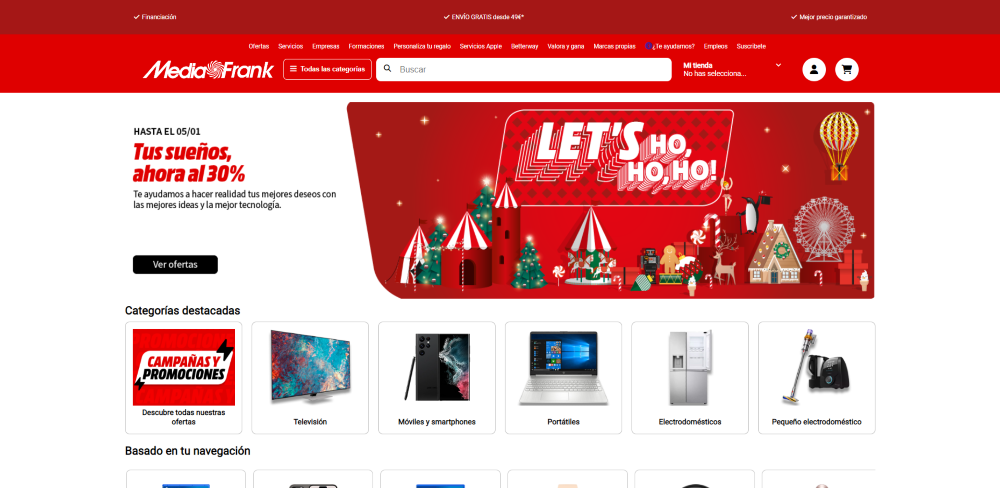 Financiación
ENVÍO GRATIS desde 49€*
Mejor precio garantizado
Ofertas Servicios Empresas Formaciones Personaliza tu regalo Servicios Apple Betterway Valora y gana Marcas propias ¿Te ayudamos? Empleos Suscríbete
MediaFrank
Todas las categorías
Buscar
Mi tienda
No has selecciona...
HASTA EL 05/01
Tus sueños,
ahora al 30%
Te ayudamos a hacer realidad tus mejores deseos con
las mejores ideas y la mejor tecnología.
Ver ofertas
LET'S HO,
HO, HO!
Categorías destacadas
CAMPAÑAS Y
PROMOCIONES
Descubre todas nuestras
ofertas
Televisión
Móviles y smartphones
Portátiles
Electrodomésticos
Pequeño electrodoméstico
Basado en tu navegación